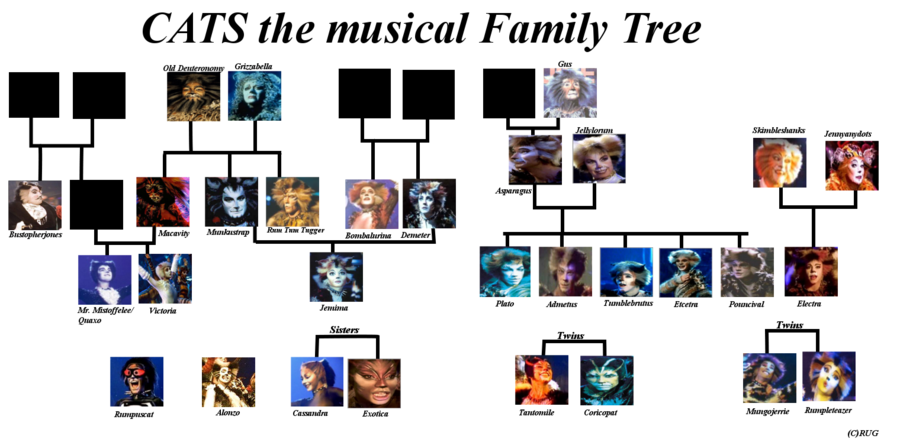 CATS the musical Family Tree
Old Deuteronomy
Grizzabella
Gus
Jellylorum
Skimbleshanks
Jennyanydots
Asparagus
Bustopherjones
Macavity
Munkustrap
Rum Tum Tugger
Bombalurina
Demeter
Mr. Mistoffelee/
Quaxo
Victoria
Jemima
Plato
Admetus
Tumblebrutus
Etcetra
Pouncival
Electra
Sisters
Twins
Twins
Rumpuscat
Alonzo
Cassandra
Exotica
Tantomile
Coricopat
Mungojerrie
Rumpleteazer
(C)RUG